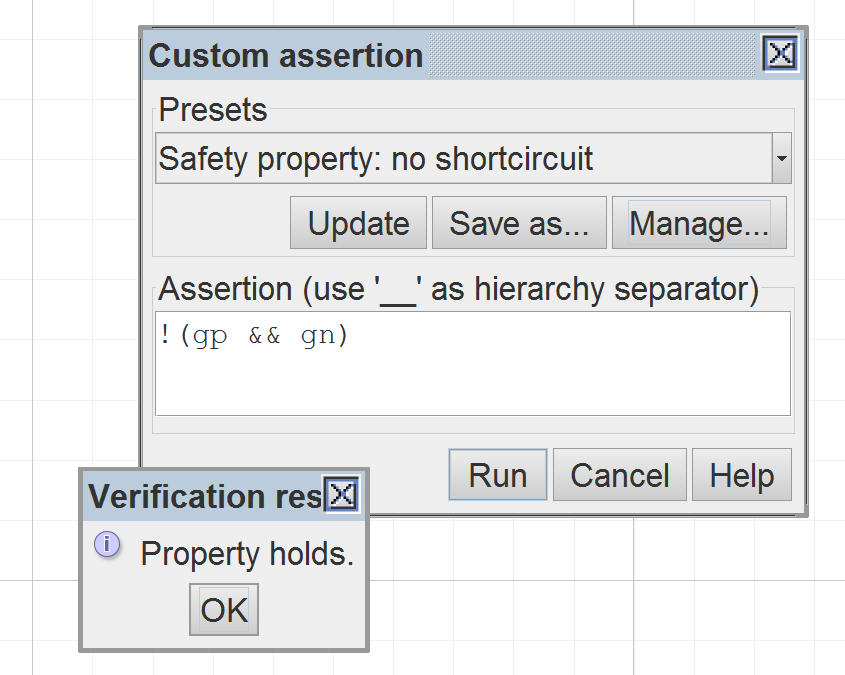 Custom assertion
Presets
Safety property: no shortcircuit
Update Save as... Manage...
Assertion (use '__' as hierarchy separator)
!(gp && gn)
Run Cancel Help
Verification res
Property holds.
OK